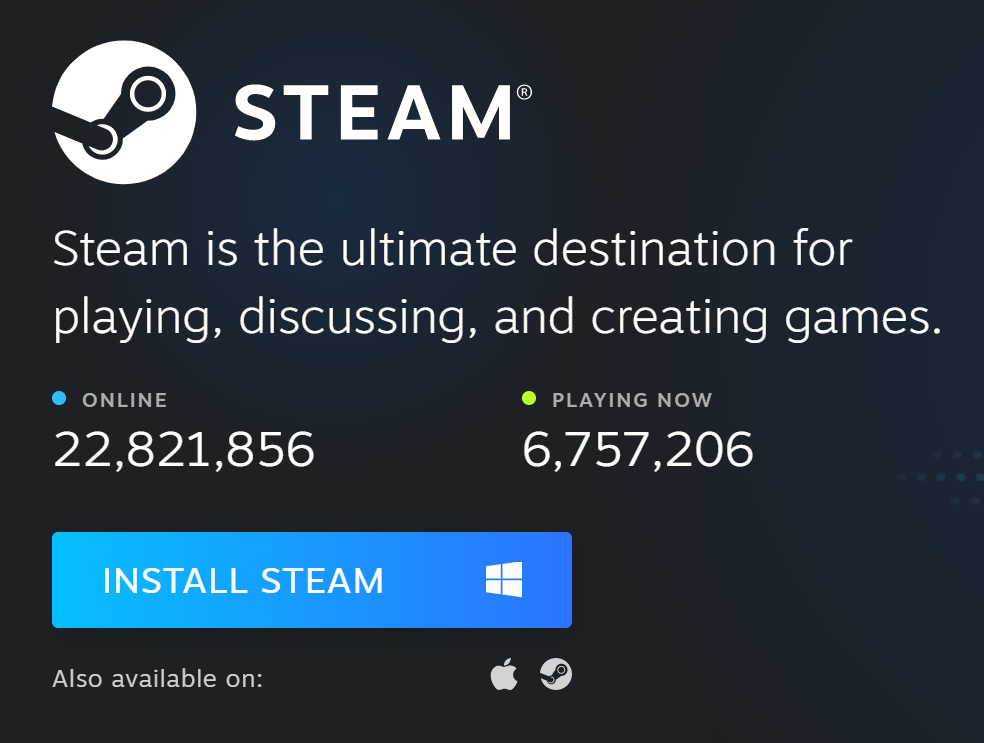 STEAM®
Steam is the ultimate destination for
playing, discussing, and creating games.
ONLINE
22,821,856
PLAYING NOW
6,757,206
INSTALL STEAM
Also available on: